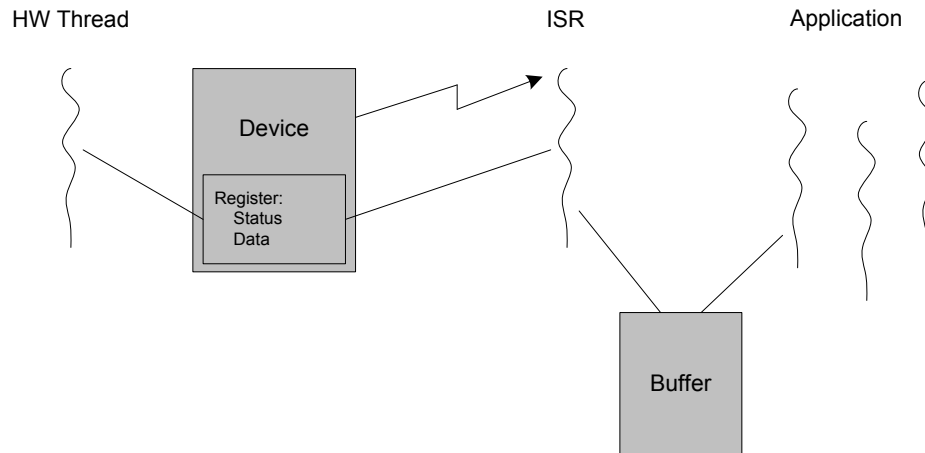 HW Thread
ISR
Application
Device
Register:
Status
Data
Buffer